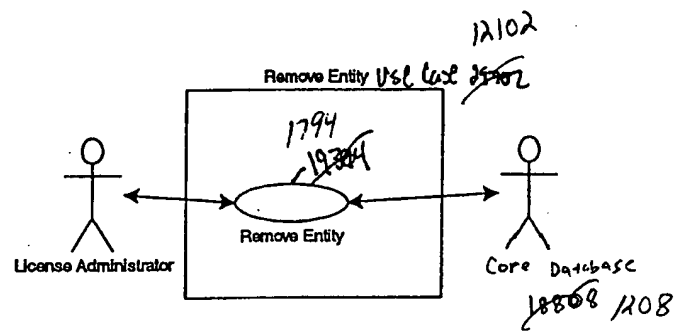 12102
Remove Entity Use Case
1794
Remove Entity
License Administrator
Core Database
1208